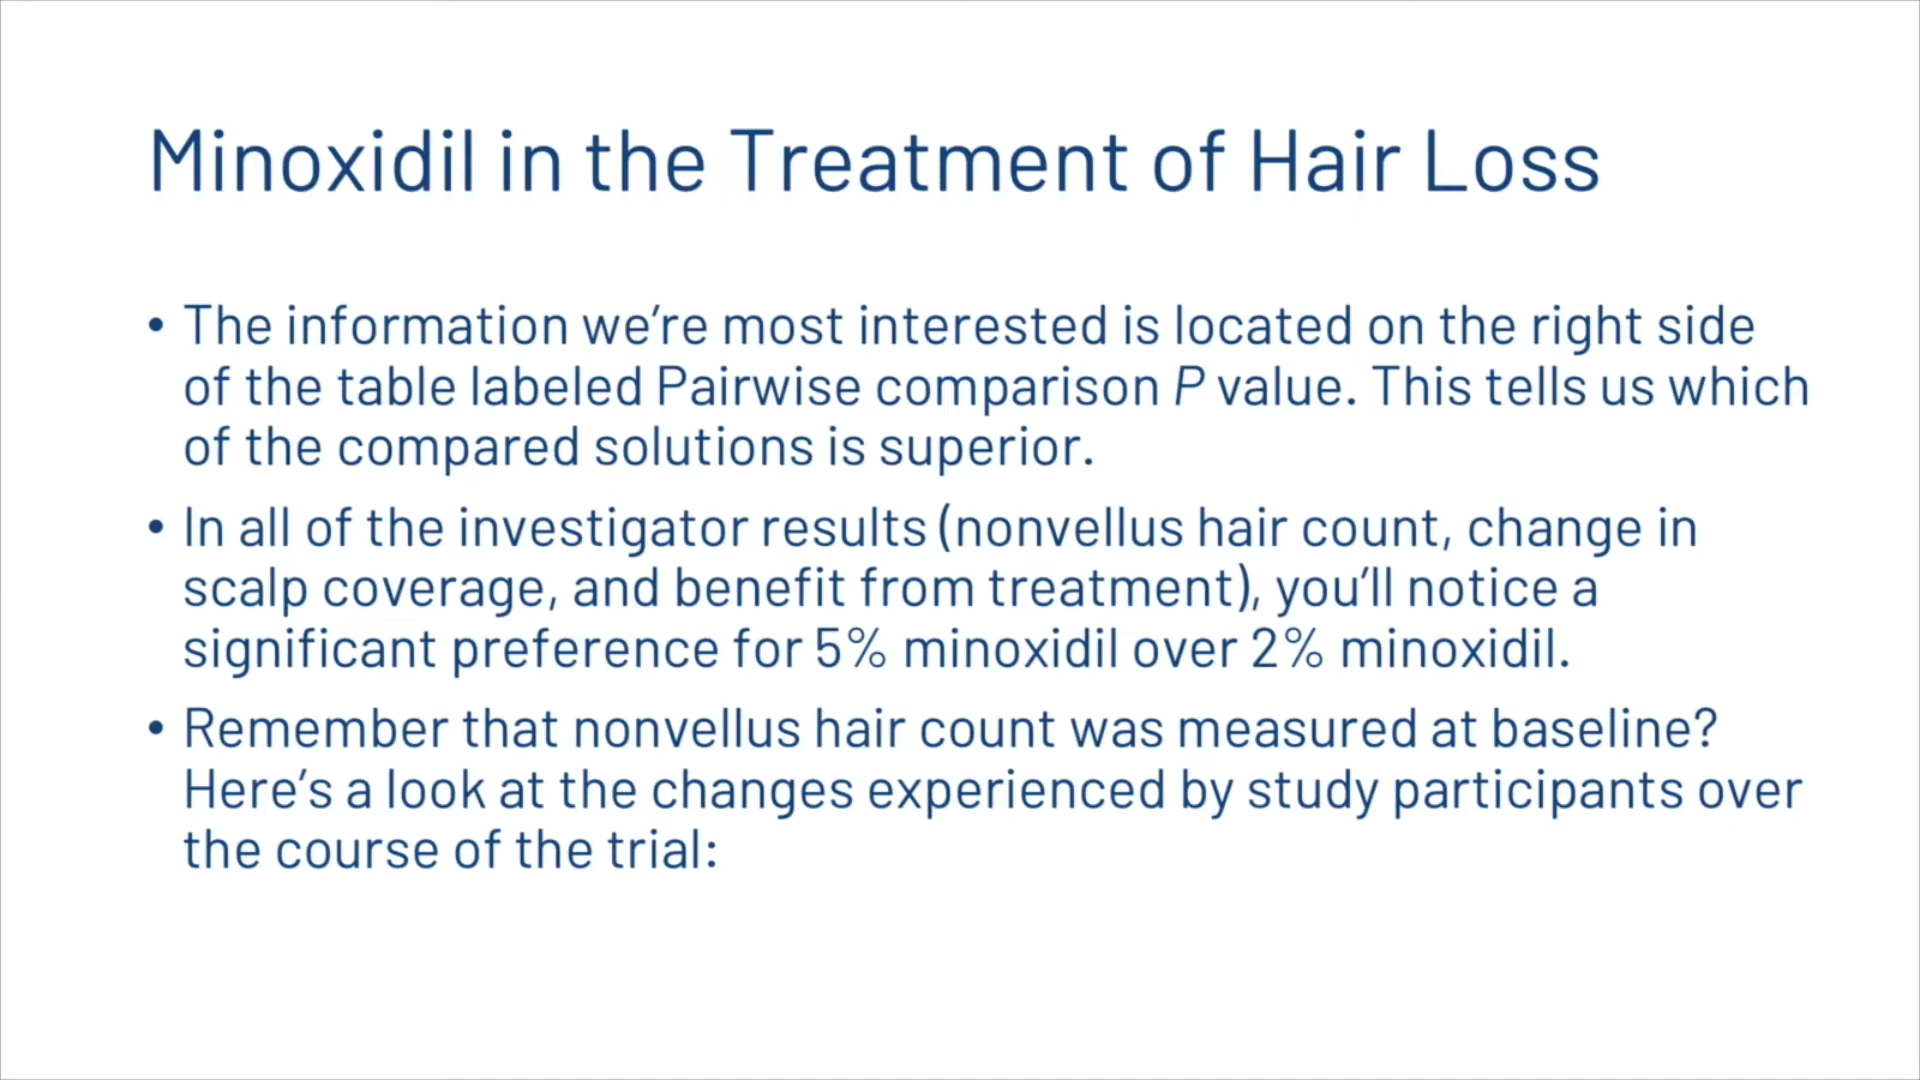 Minoxidil in the Treatment of Hair Loss
• The information we’re most interested is located on the right side
of the table labeled Pairwise comparison P value. This tells us which
of the compared solutions is superior.
• In all of the investigator results (nonvellus hair count, change in
scalp coverage, and benefit from treatment), you’ll notice a
significant preference for 5% minoxidil over 2% minoxidil.
• Remember that nonvellus hair count was measured at baseline?
Here’s a look at the changes experienced by study participants over
the course of the trial: